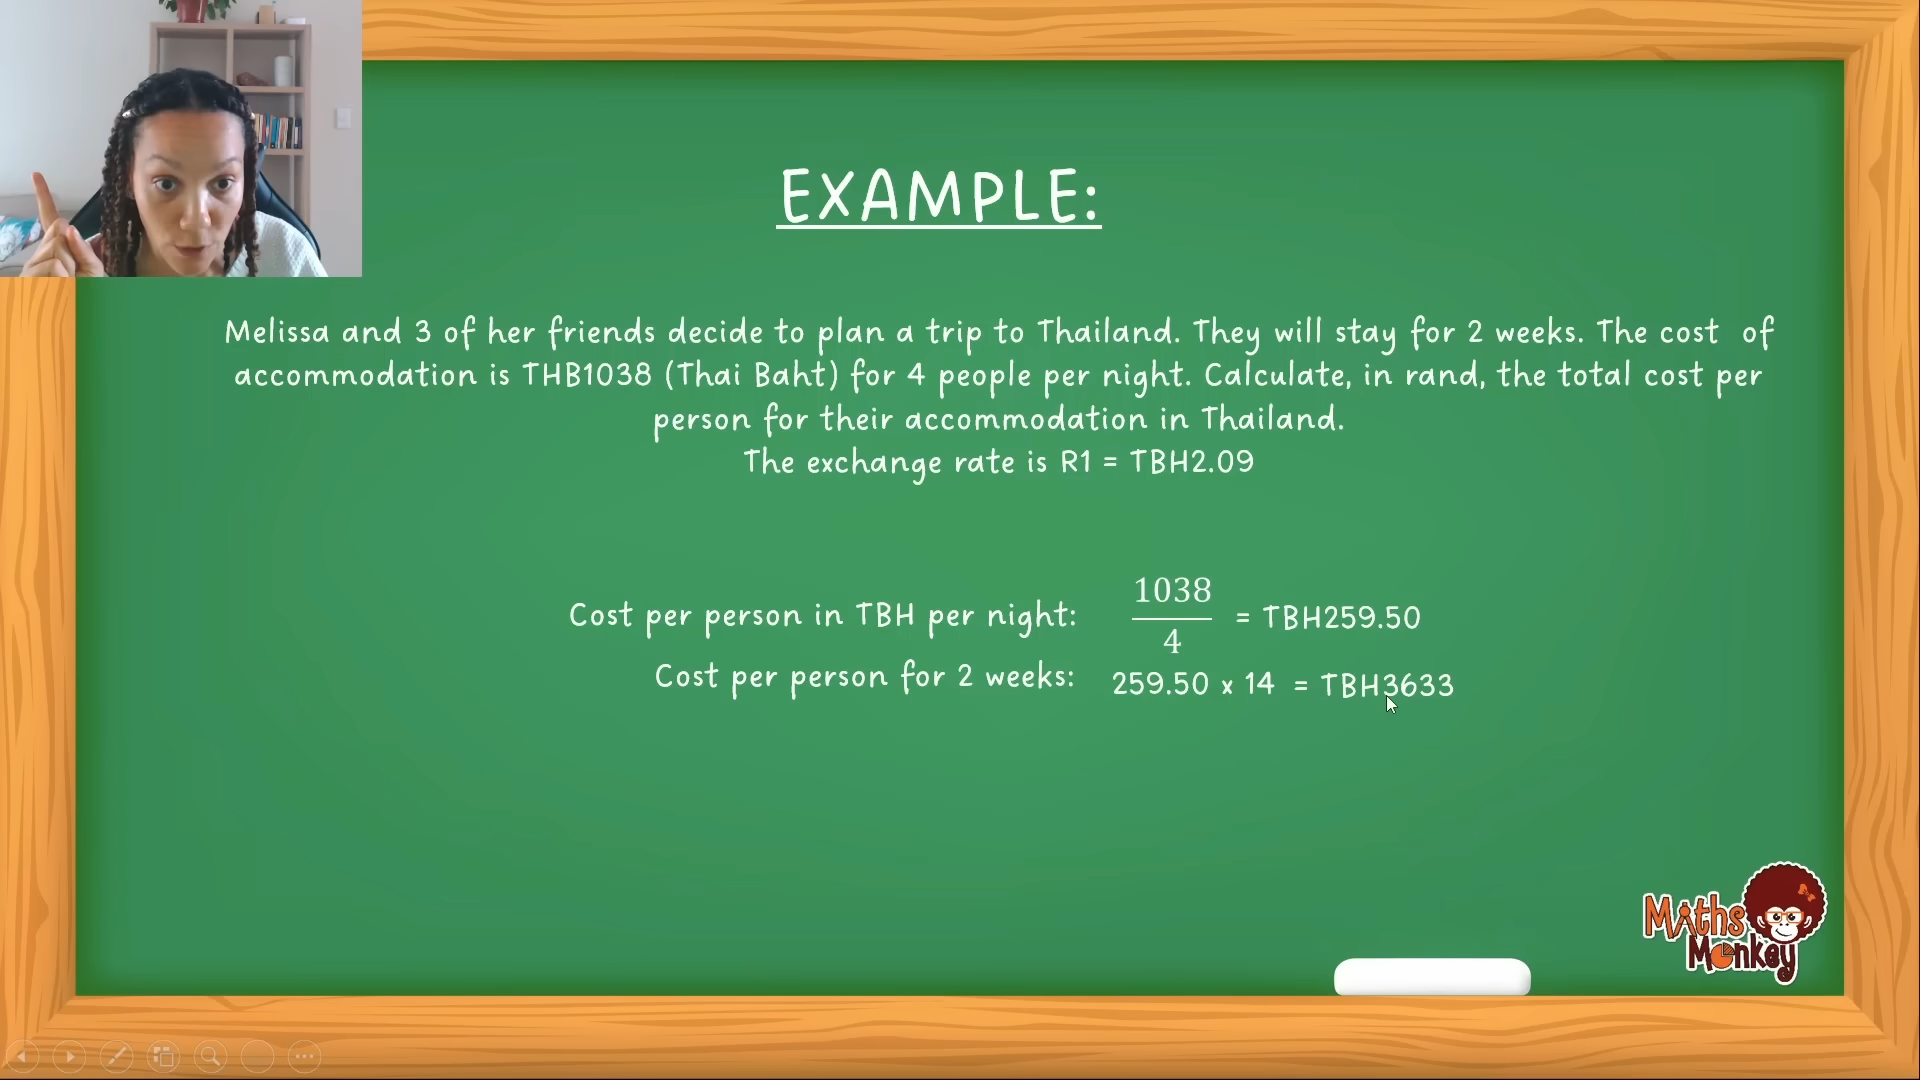 EXAMPLE:
Melissa and 3 of her friends decide to plan a trip to Thailand. They will stay for 2 weeks. The cost of
accommodation is THB1038 (Thai Baht) for 4 people per night. Calculate, in rand, the total cost per
person for their accommodation in Thailand.
The exchange rate is R1 = TBH2.09
Cost per person in TBH per night: 1038/4 = TBH259.50
Cost per person for 2 weeks: 259.50 x 14 = TBH3633
Maths
Monkey